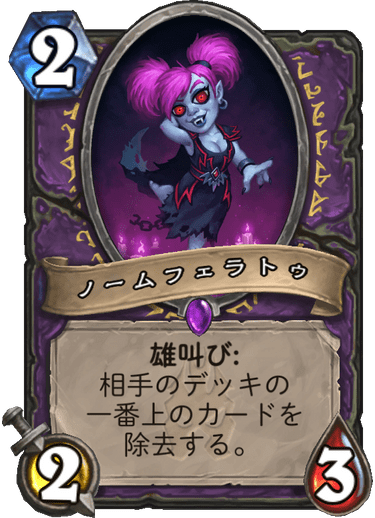 2
ノームフェラトゥ
雄叫び:
相手のデッキの
一番上のカードを
除去する。
2
3